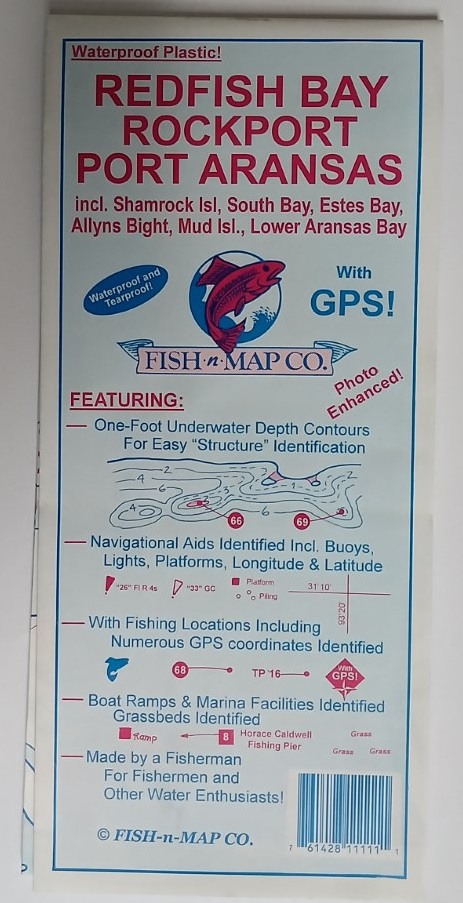 Waterproof Plastic!
REDFISH BAY
ROCKPORT
PORT ARANSAS
incl. Shamrock Isl, South Bay, Estes Bay,
Allyns Bight, Mud Isl., Lower Aransas Bay
Waterproof and
Tearproof!
With
GPS!
FISH-n-MAP CO.
Photo
Enhanced!
FEATURING:
— One-Foot Underwater Depth Contours
For Easy “Structure” Identification
2
4
6
4
3
2
1
2
6
66
69
— Navigational Aids Identified Incl. Buoys,
Lights, Platforms, Longitude & Latitude
"26" Fl R 4s
"33" GC
Platform
Piling
31°10'
93°20'
— With Fishing Locations Including
Numerous GPS coordinates Identified
68
TP 16
With
GPS!
— Boat Ramps & Marina Facilities Identified
Grassbeds Identified
Ramp
8
Horace Caldwell
Fishing Pier
Grass
Grass
Grass
— Made by a Fisherman
For Fishermen and
Other Water Enthusiasts!
© FISH-n-MAP CO.
7 61428 11111 1